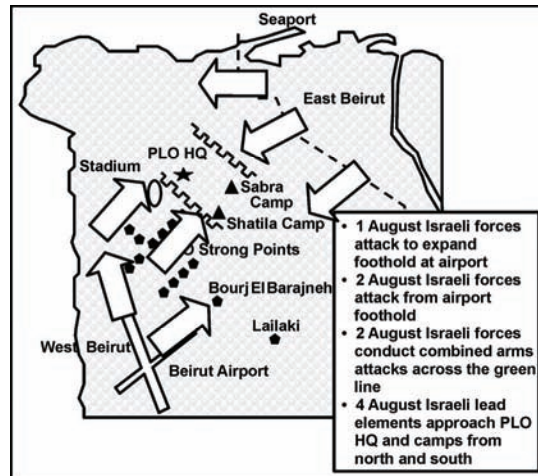 Seaport
East Beirut
PLO HQ
Stadium
Sabra
Camp
Shatila Camp
Strong Points
Bourj El Barajneh
Lailaki
West Beirut
Beirut Airport
• 1 August Israeli forces
attack to expand
foothold at airport
• 2 August Israeli forces
attack from airport
foothold
• 2 August Israeli forces
conduct combined arms
attacks across the green
line
• 4 August Israeli lead
elements approach PLO
HQ and camps from
north and south